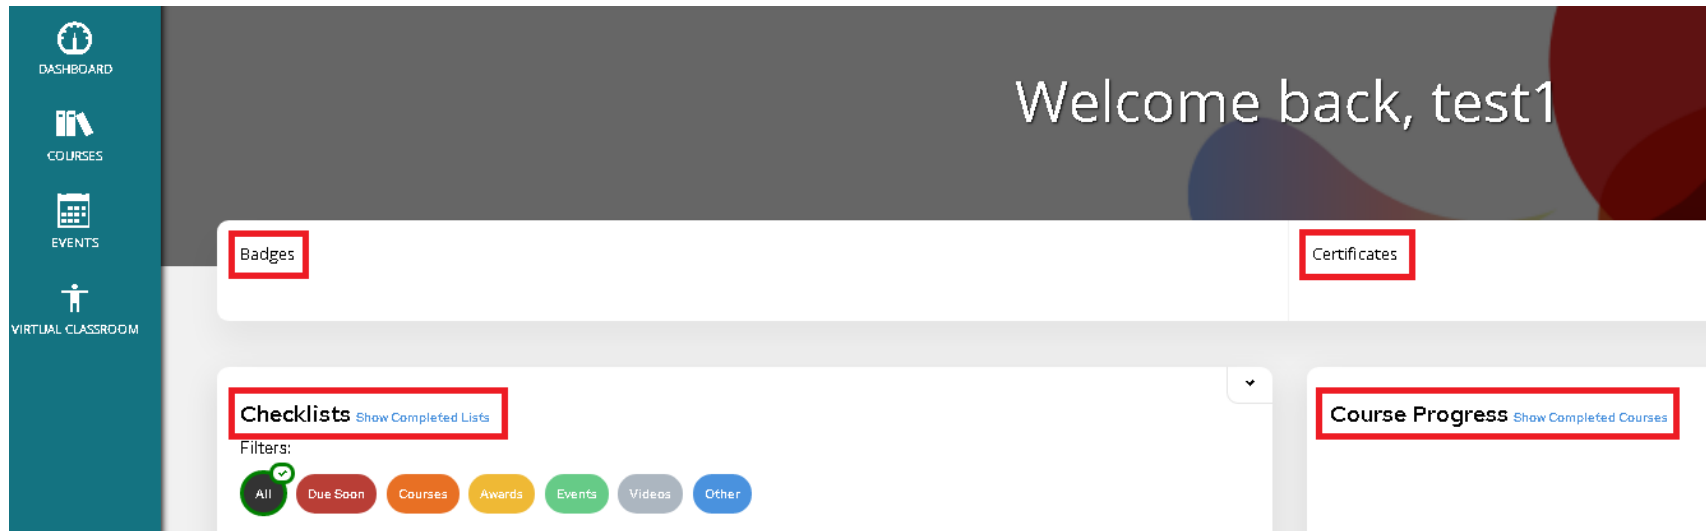 DASHBOARD
COURSES
EVENTS
VIRTUAL CLASSROOM
Welcome back, test1
Badges
Certificates
Checklists Show Completed Lists
Filters:
All Due Soon Courses Awards Events Videos Other
Course Progress Show Completed Courses